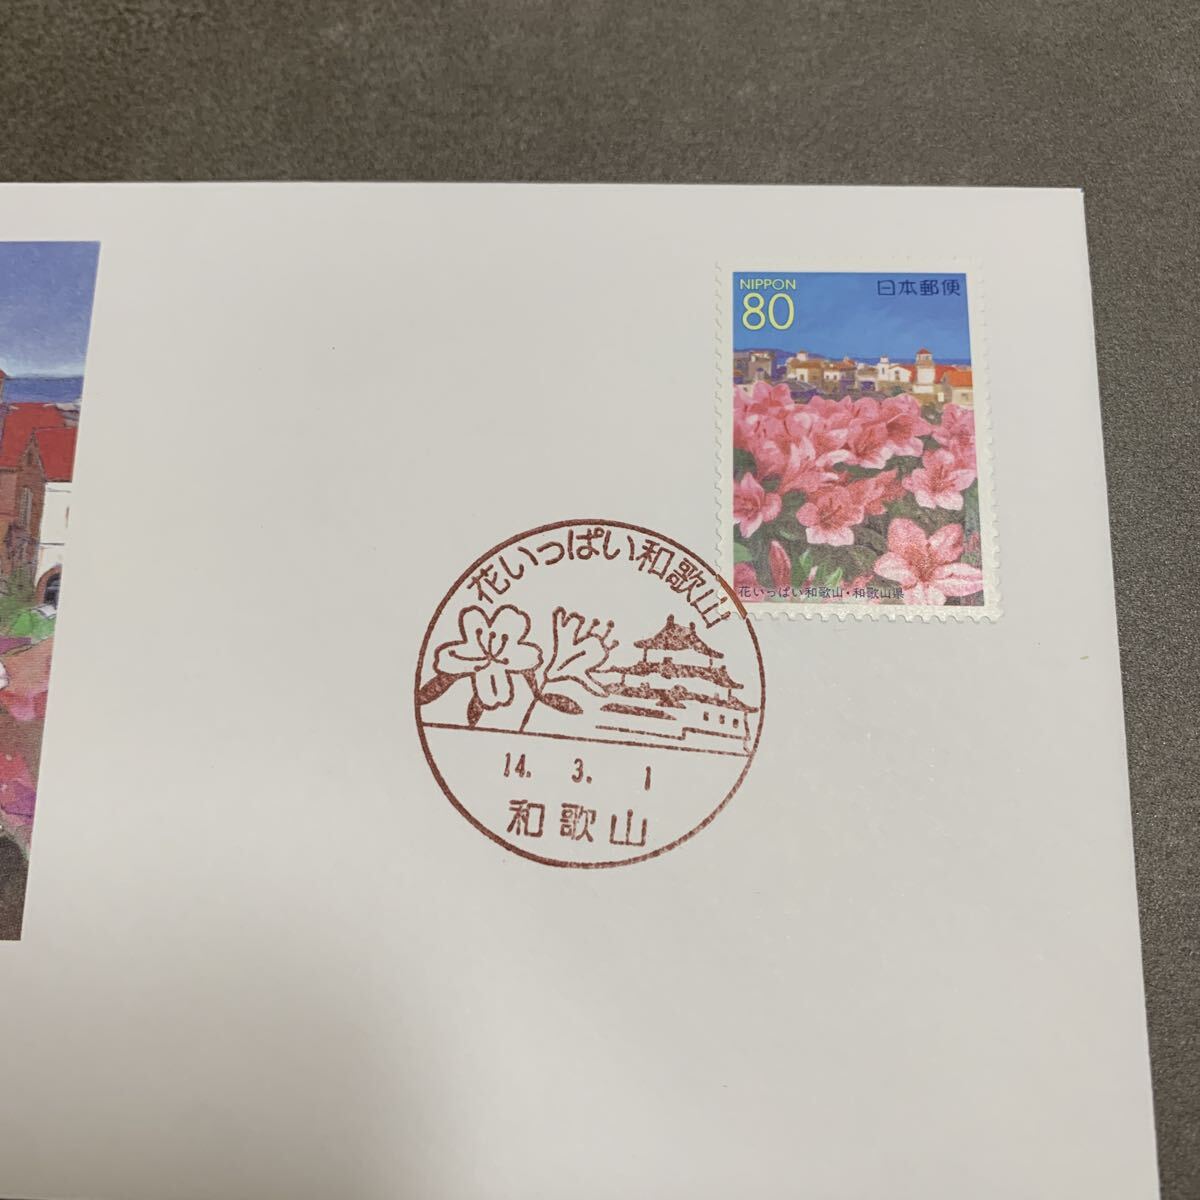 NIPPON 日本郵便
80
花いっぱい和歌山・和歌山県
花いっぱい和歌山
14. 3. 1
和歌山